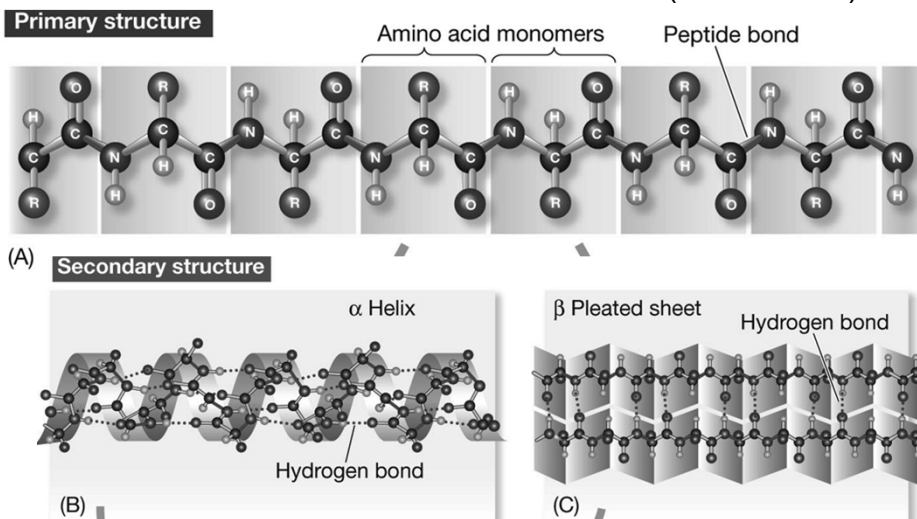 Primary structure
Amino acid monomers
Peptide bond
O R H O R H O R H O
H C N C C N H C C N C C N H C C N C C N H C C N
R H H O R H H O R H H O R H
(A)
Secondary structure
α Helix
Hydrogen bond
(B)
β Pleated sheet
Hydrogen bond
(C)